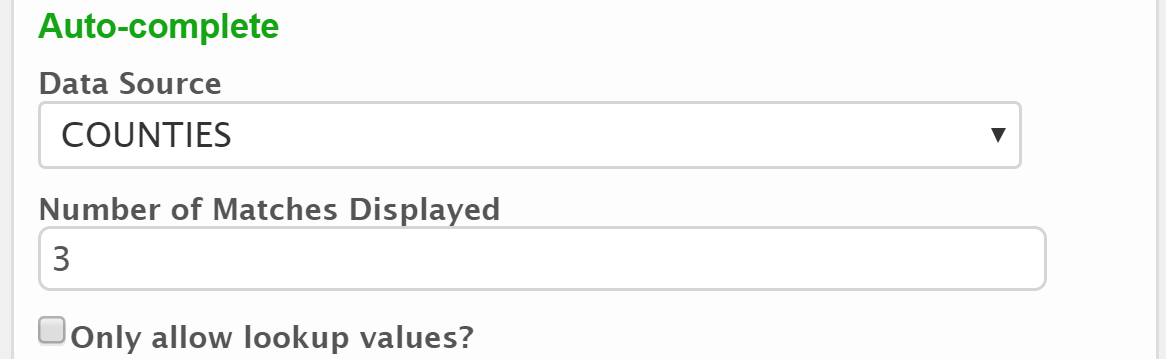 Auto-complete
Data Source
COUNTIES
Number of Matches Displayed
3
Only allow lookup values?